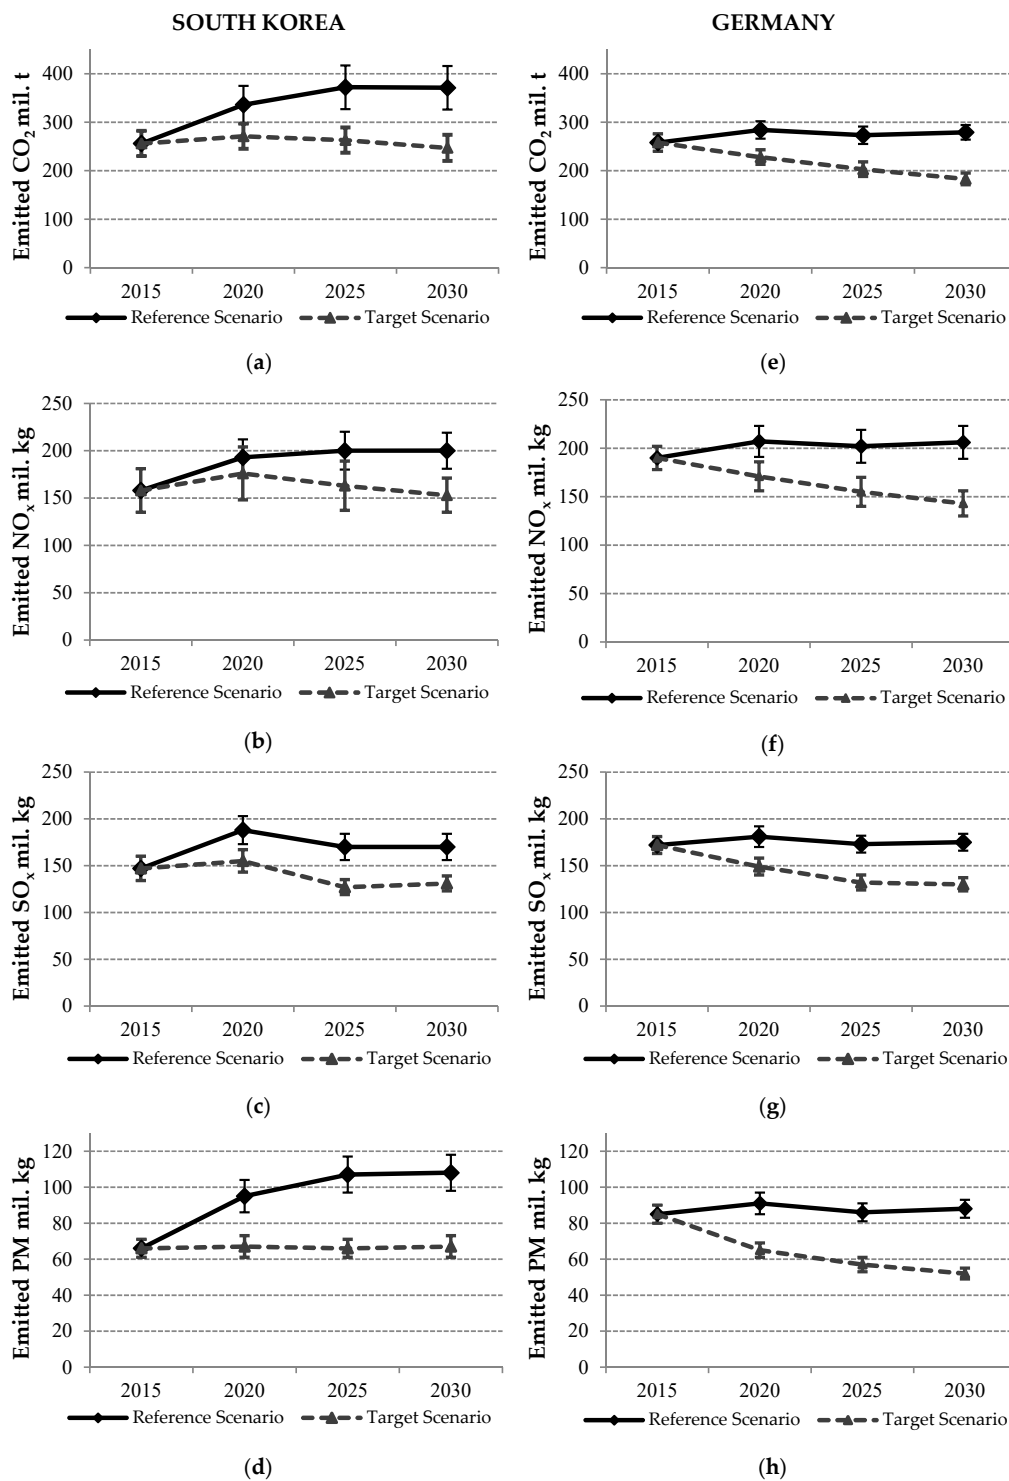 SOUTH KOREA
Emitted CO₂ mil. t
400
300
200
100
0
2015 2020 2025 2030
Reference Scenario Target Scenario
(a)
Emitted NOₓ mil. kg
250
200
150
100
50
0
2015 2020 2025 2030
Reference Scenario Target Scenario
(b)
Emitted SOₓ mil. kg
250
200
150
100
50
0
2015 2020 2025 2030
Reference Scenario Target Scenario
(c)
Emitted PM mil. kg
120
100
80
60
40
20
0
2015 2020 2025 2030
Reference Scenario Target Scenario
(d)
GERMANY
Emitted CO₂ mil. t
400
300
200
100
0
2015 2020 2025 2030
Reference Scenario Target Scenario
(e)
Emitted NOₓ mil. kg
250
200
150
100
50
0
2015 2020 2025 2030
Reference Scenario Target Scenario
(f)
Emitted SOₓ mil. kg
250
200
150
100
50
0
2015 2020 2025 2030
Reference Scenario Target Scenario
(g)
Emitted PM mil. kg
120
100
80
60
40
20
0
2015 2020 2025 2030
Reference Scenario Target Scenario
(h)